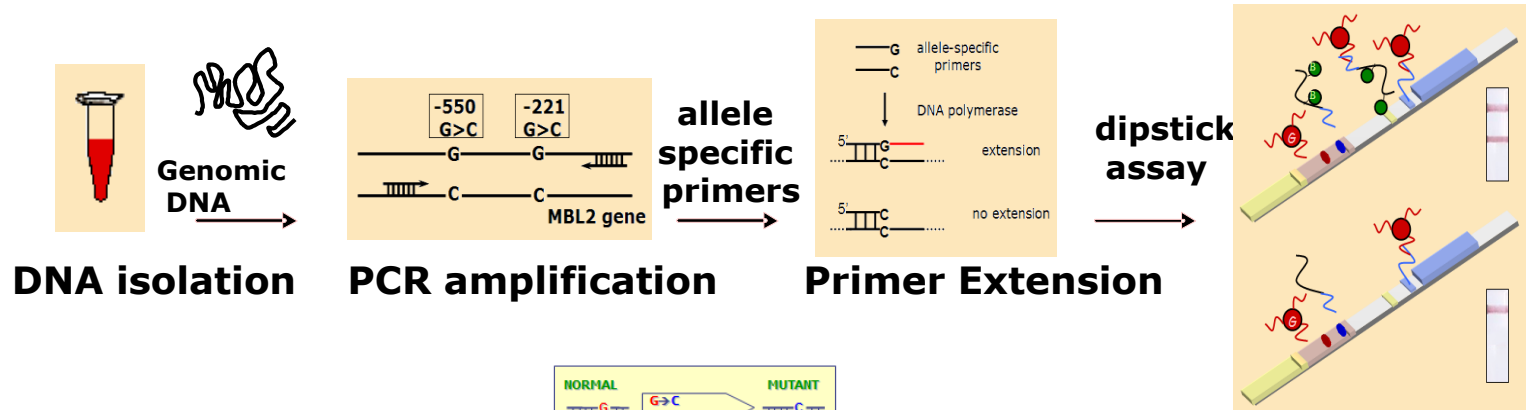 Genomic
DNA
DNA isolation
-550
G>C
-221
G>C
G G
C C
MBL2 gene
PCR amplification
allele
specific
primers
G
C
allele-specific
primers
DNA polymerase
5'
G
C
extension
5'
C
C
no extension
Primer Extension
dipstick
assay
B
B
G
G
NORMAL
MUTANT
G
G→C
C